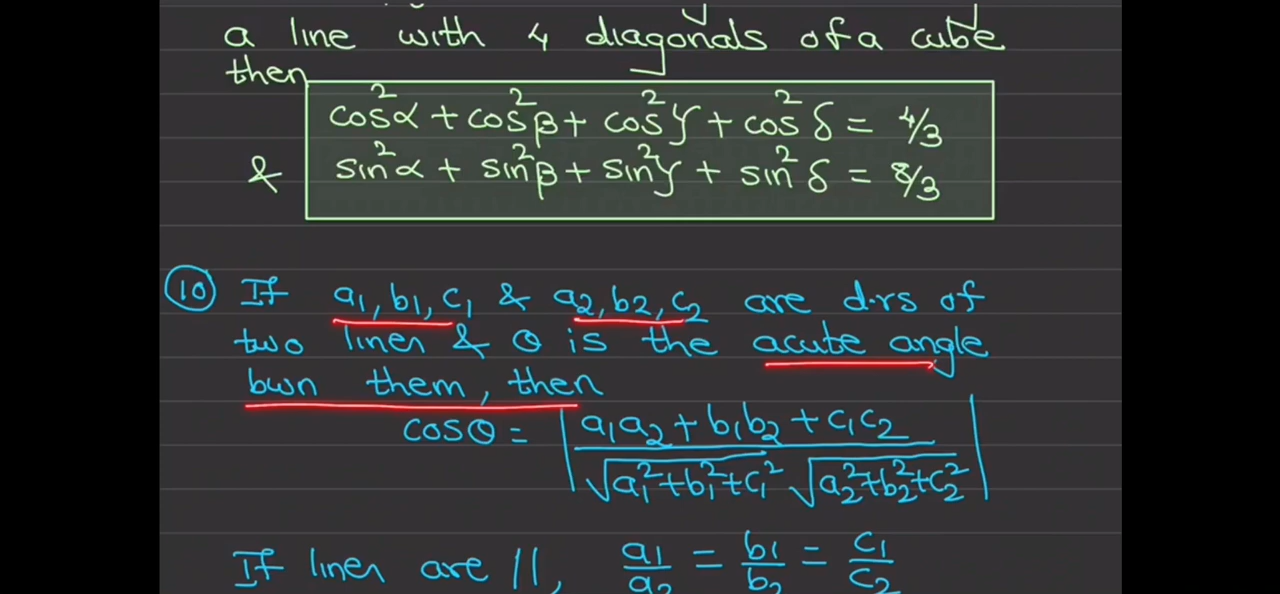 a line with 4 diagonals of a cube
then
cos²α + cos²β + cos²γ + cos²δ = 4/3
& sin²α + sin²β + sin²γ + sin²δ = 8/3
⑩ If a₁, b₁, c₁ & a₂, b₂, c₂ are d.rs of
two lines & θ is the acute angle
bwn them, then
cosθ = | a₁a₂ + b₁b₂ + c₁c₂ / √a₁²+b₁²+c₁² √a₂²+b₂²+c₂² |
If lines are ||, a₁/a₂ = b₁/b₂ = c₁/c₂